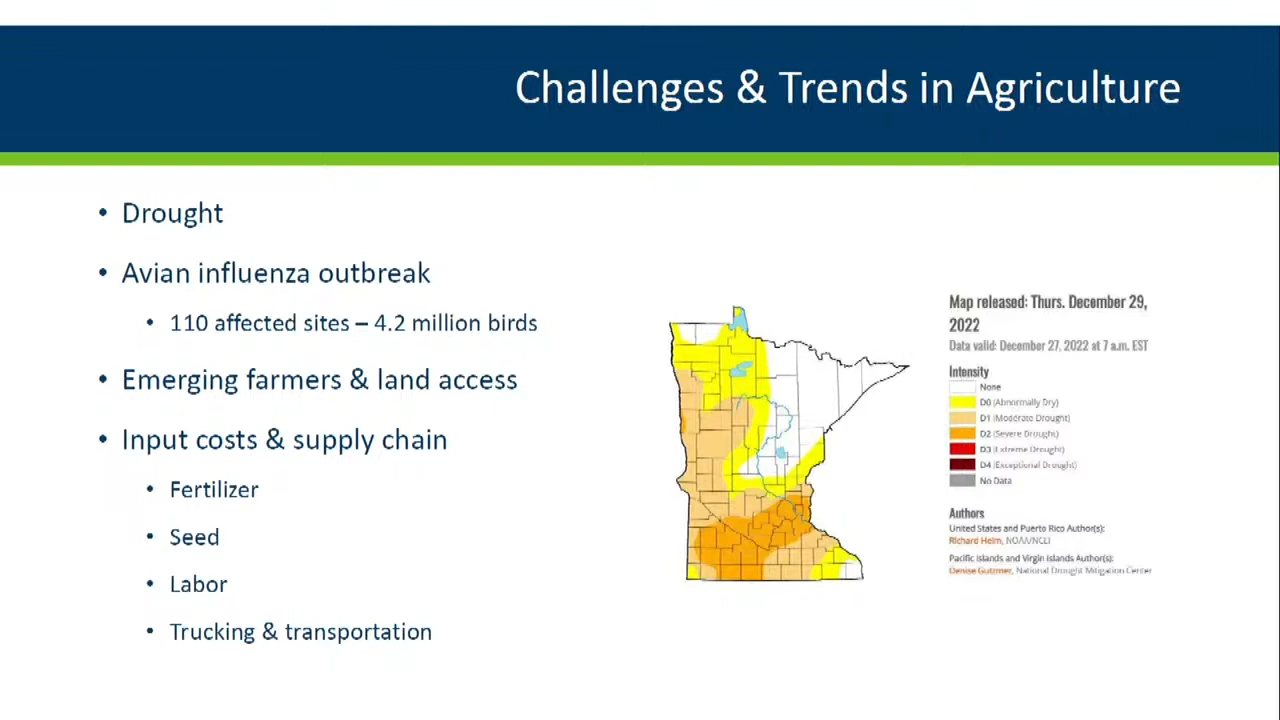 Challenges & Trends in Agriculture
• Drought
• Avian influenza outbreak
• 110 affected sites – 4.2 million birds
• Emerging farmers & land access
• Input costs & supply chain
• Fertilizer
• Seed
• Labor
• Trucking & transportation
Map released: Thurs. December 29,
2022
Data valid: December 27, 2022 at 7 a.m. EST
Intensity
None
D0 (Abnormally Dry)
D1 (Moderate Drought)
D2 (Severe Drought)
D3 (Extreme Drought)
D4 (Exceptional Drought)
No Data
Authors
United States and Puerto Rico Author(s):
Richard Heim, NOAA/NCEI
Pacific Islands and Virgin Islands Author(s):
Denise Gutzmer, National Drought Mitigation Center